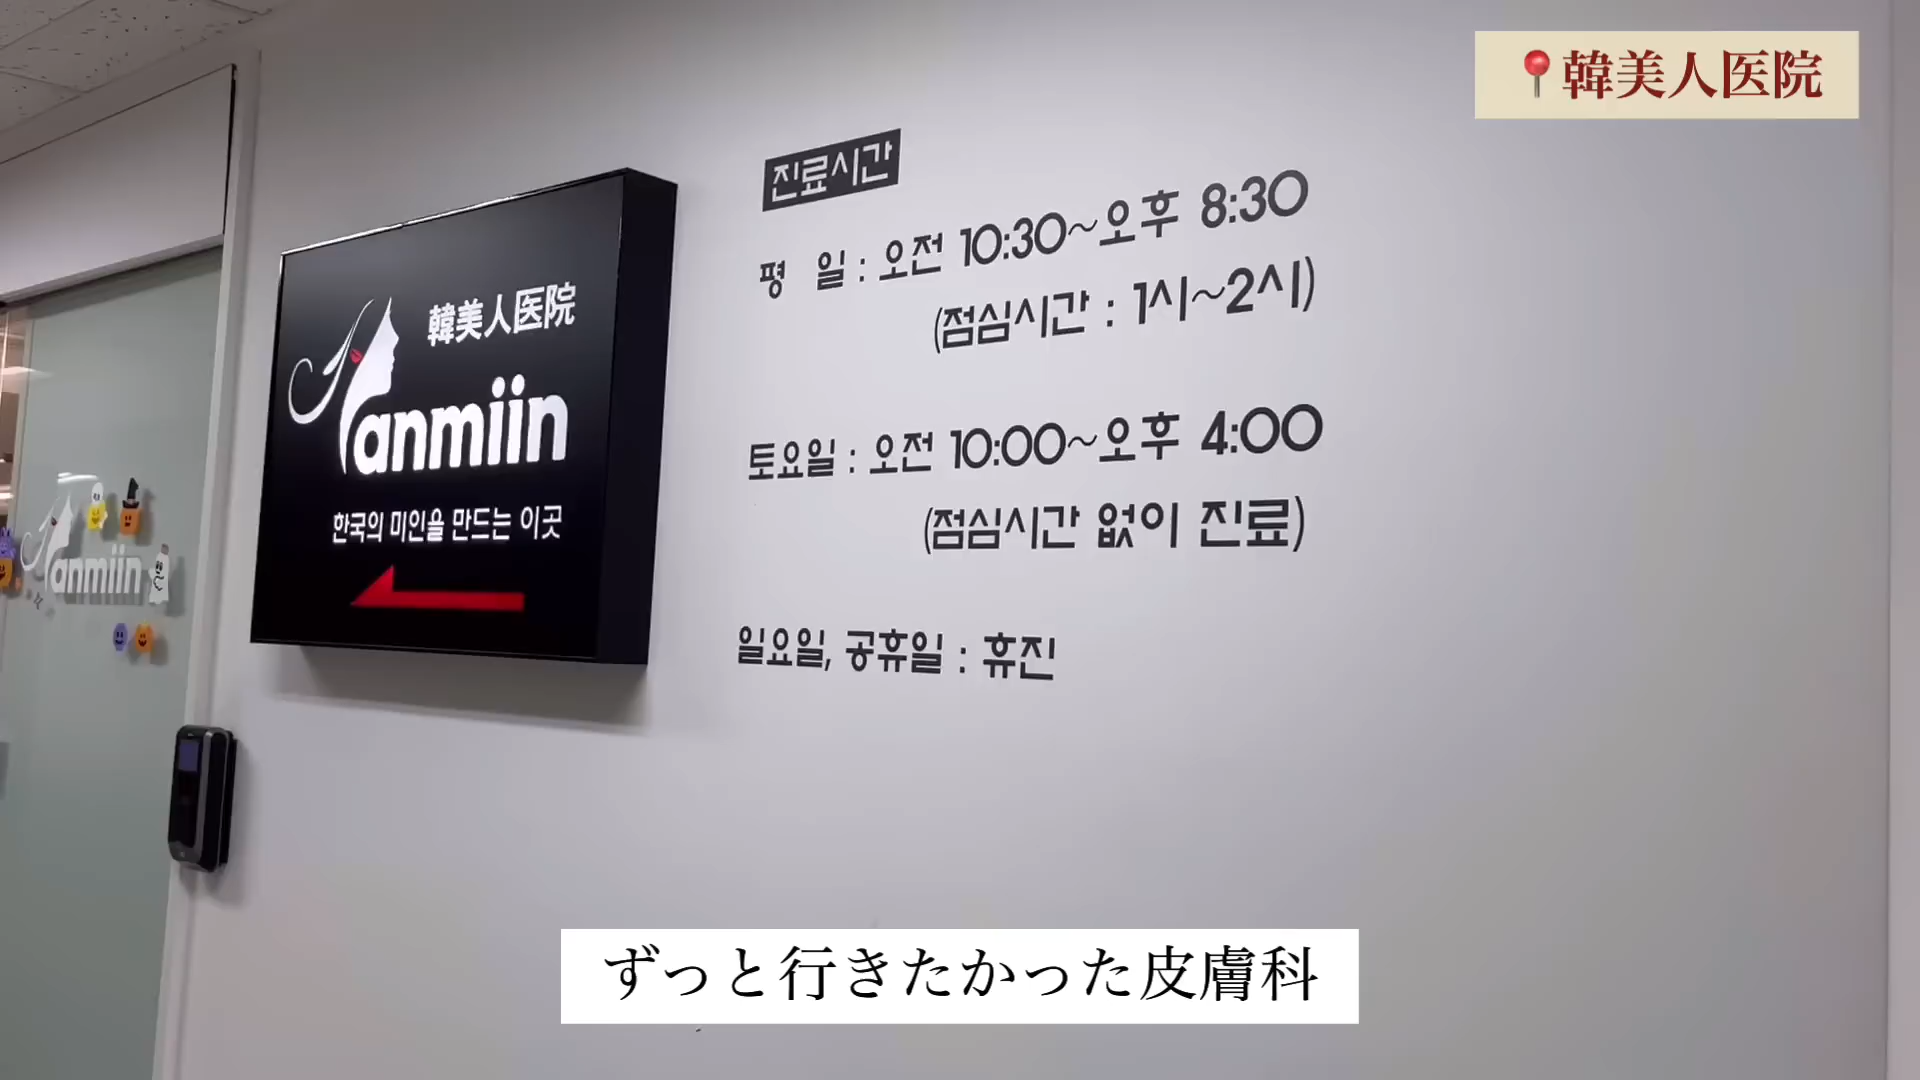 📍韓美人医院
진료시간
평 일 : 오전 10:30~오후 8:30
(점심시간 : 1시~2시)
토요일 : 오전 10:00~오후 4:00
(점심시간 없이 진료)
일요일, 공휴일 : 휴진
韓美人医院
Hanmiin
한국의 미인을 만드는 이곳
Hanmiin
ずっと行きたかった皮膚科